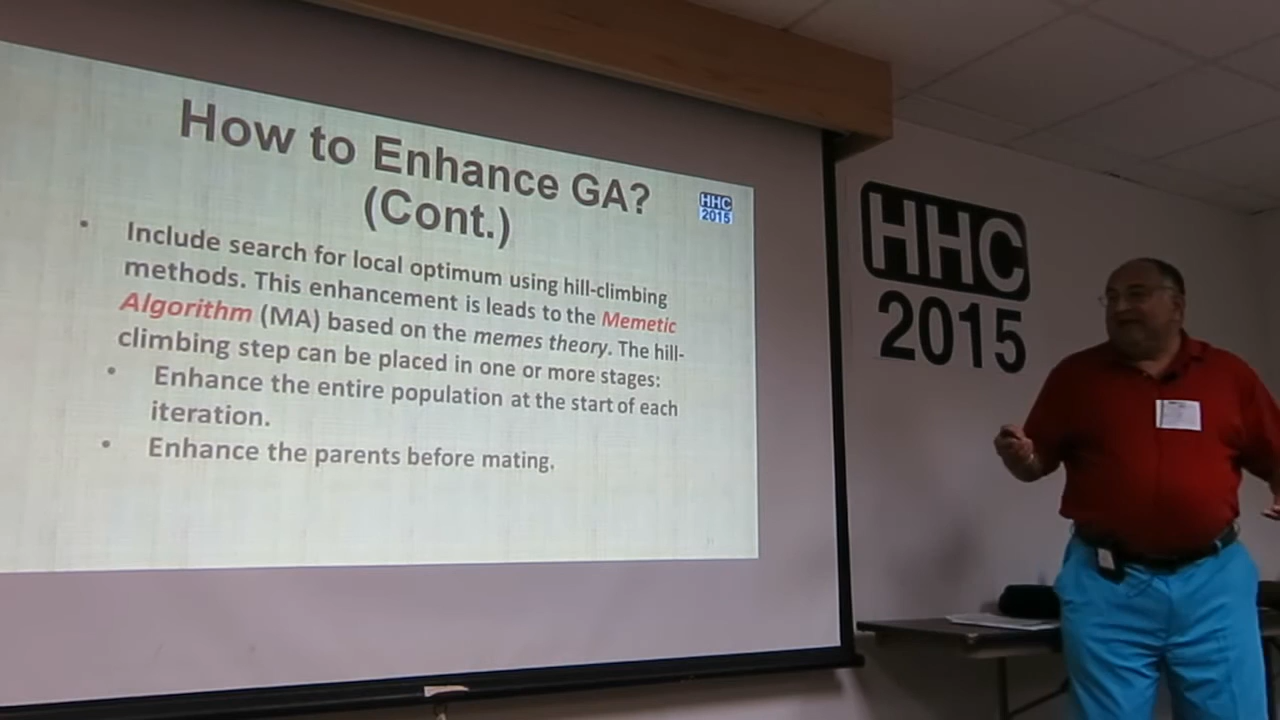 How to Enhance GA?
(Cont.)
HHC
2015
• Include search for local optimum using hill-climbing
methods. This enhancement is leads to the Memetic
Algorithm (MA) based on the memes theory. The hill-
climbing step can be placed in one or more stages:
• Enhance the entire population at the start of each
iteration.
• Enhance the parents before mating.
HHC
2015